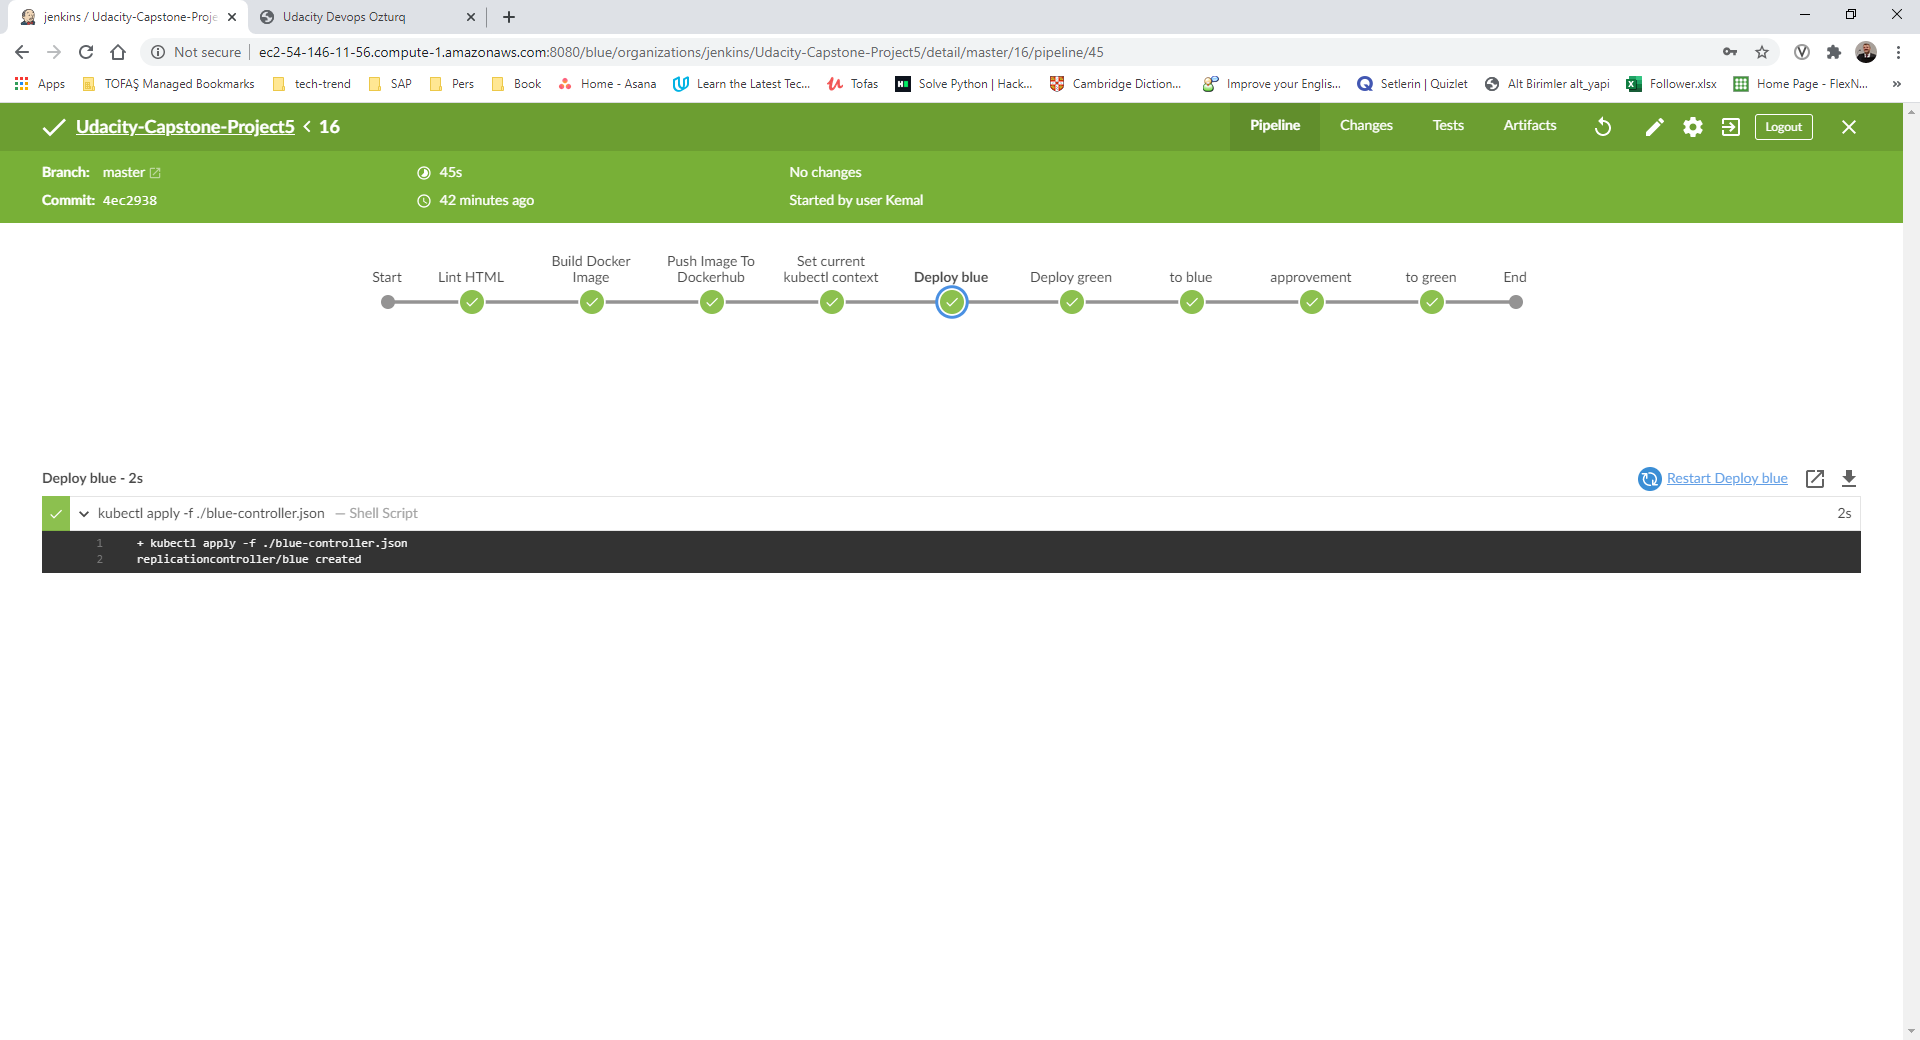 jenkins / Udacity-Capstone-Proje
Udacity Devops Ozturq
Not secure
ec2-54-146-11-56.compute-1.amazonaws.com:8080/blue/organizations/jenkins/Udacity-Capstone-Project5/detail/master/16/pipeline/45
Apps
TOFAŞ Managed Bookmarks
tech-trend
SAP
Pers
Book
Home - Asana
Learn the Latest Tec...
Tofas
Solve Python | Hack...
Cambridge Diction...
Improve your Englis...
Setlerin | Quizlet
Alt Birimler alt_yapi
Follower.xlsx
Home Page - FlexN...
»
Udacity-Capstone-Project5 < 16
Pipeline
Changes
Tests
Artifacts
Logout
Branch: master
45s
No changes
Commit: 4ec2938
42 minutes ago
Started by user Kemal
Start
Lint HTML
Build Docker
Image
Push Image To
Dockerhub
Set current
kubectl context
Deploy blue
Deploy green
to blue
approvement
to green
End
Deploy blue - 2s
Restart Deploy blue
kubectl apply -f ./blue-controller.json — Shell Script
2s
1 + kubectl apply -f ./blue-controller.json
2 replicationcontroller/blue created